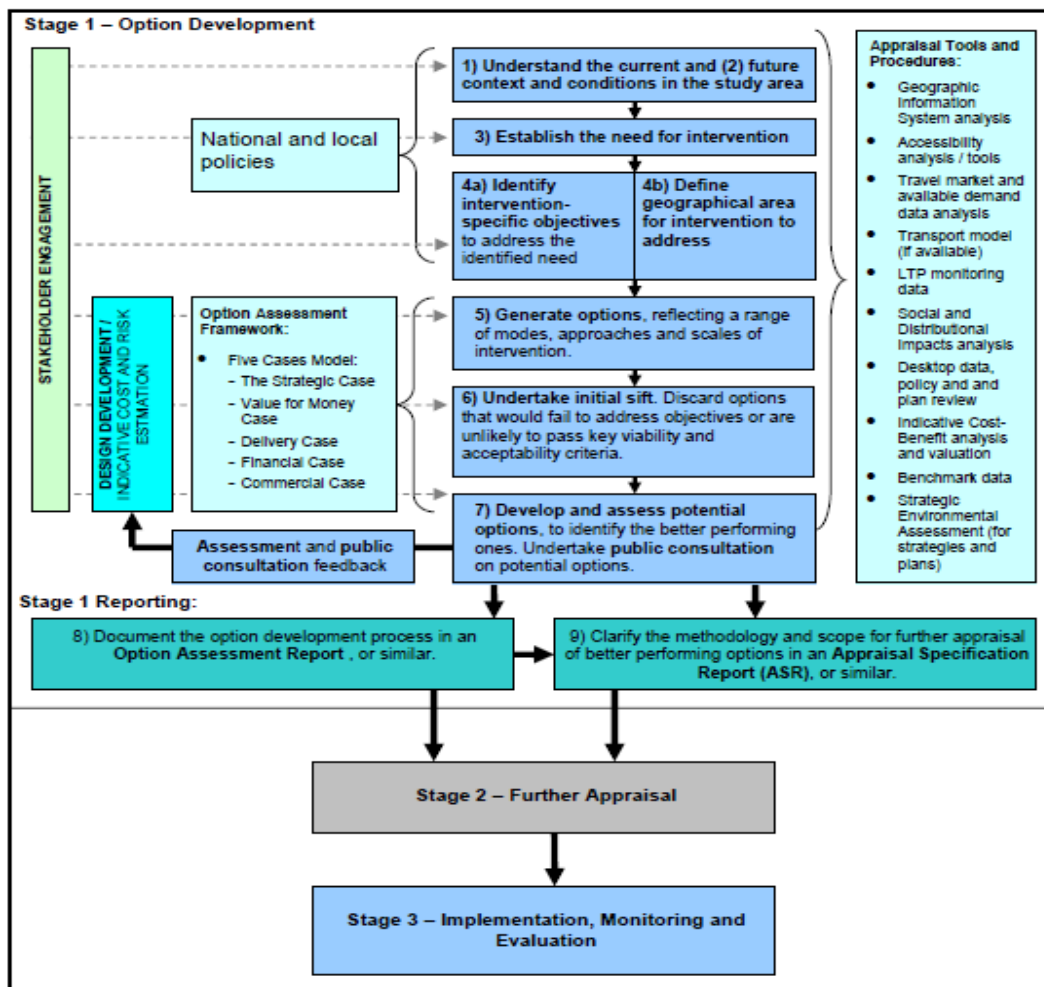 Stage 1 – Option Development
STAKEHOLDER ENGAGEMENT
National and local
policies
1) Understand the current and (2) future
context and conditions in the study area
3) Establish the need for intervention
4a) Identify
intervention-
specific objectives
to address the
identified need
4b) Define
geographical area
for intervention to
address
DESIGN DEVELOPMENT /
INDICATIVE COST AND RISK
ESTMATION
Option Assessment
Framework:
• Five Cases Model:
– The Strategic Case
– Value for Money
Case
– Delivery Case
– Financial Case
– Commercial Case
5) Generate options, reflecting a range
of modes, approaches and scales of
intervention.
6) Undertake initial sift. Discard options
that would fail to address objectives or are
unlikely to pass key viability and
acceptability criteria.
7) Develop and assess potential
options, to identify the better performing
ones. Undertake public consultation
on potential options.
Assessment and public
consultation feedback
Appraisal Tools and
Procedures:
• Geographic
Information
System analysis
• Accessibility
analysis / tools
• Travel market and
available demand
data analysis
• Transport model
(if available)
• LTP monitoring
data
• Social and
Distributional
Impacts analysis
• Desktop data,
policy and and
plan review
• Indicative Cost-
Benefit analysis
and valuation
• Benchmark data
• Strategic
Environmental
Assessment (for
strategies and
plans)
Stage 1 Reporting:
8) Document the option development process in an
Option Assessment Report , or similar.
9) Clarify the methodology and scope for further appraisal
of better performing options in an Appraisal Specification
Report (ASR), or similar.
Stage 2 – Further Appraisal
Stage 3 – Implementation, Monitoring and
Evaluation